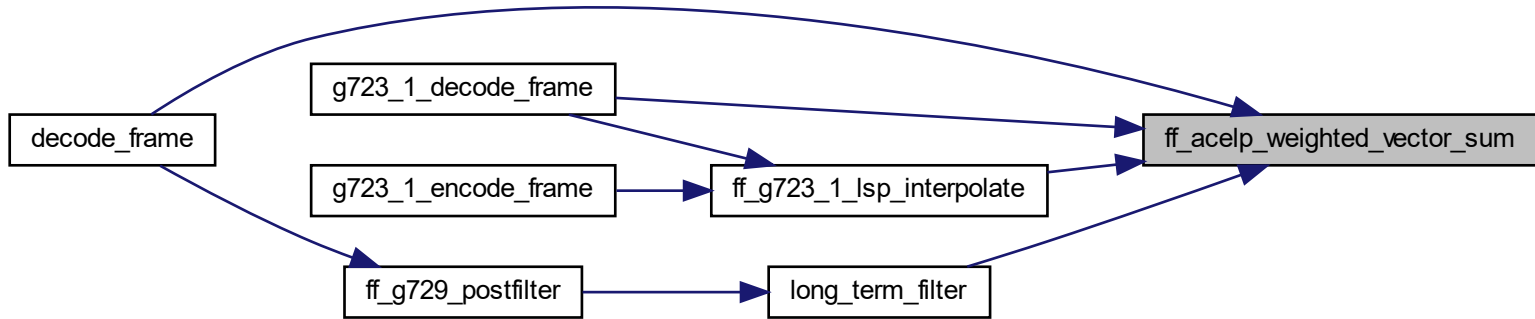 g723_1_decode_frame
decode_frame
ff_acelp_weighted_vector_sum
g723_1_encode_frame
ff_g723_1_lsp_interpolate
ff_g729_postfilter
long_term_filter